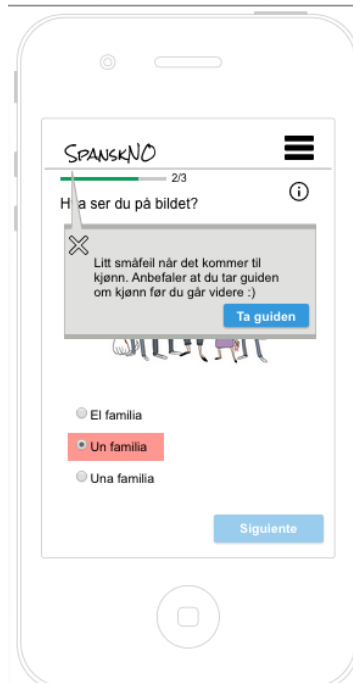 SpanskNO
2/3
Hva ser du på bildet?
Litt småfeil når det kommer til
kjønn. Anbefaler at du tar guiden
om kjønn før du går videre :)
Ta guiden
El familia
Un familia
Una familia
Siguiente